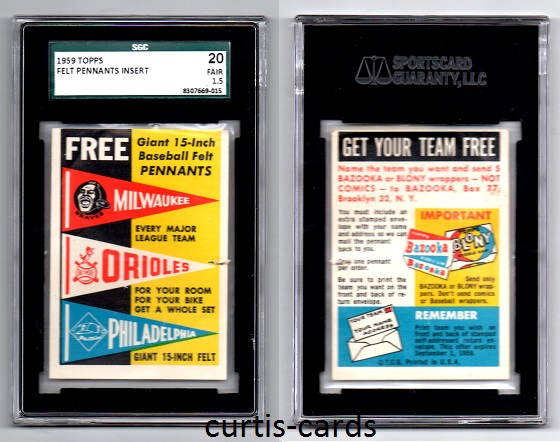 SGC
1959 TOPPS
FELT PENNANTS INSERT
20
FAIR
1.5
8307669-015
FREE
Giant 15-Inch
Baseball Felt
PENNANTS
BRAVES
MILWAUKEE
EVERY MAJOR
LEAGUE TEAM
ORIOLES
FOR YOUR ROOM
FOR YOUR BIKE
GET A WHOLE SET
PHILADELPHIA
GIANT 15-INCH FELT
SPORTSCARD
GUARANTY, LLC
GET YOUR TEAM FREE
Name the team you want and send 5
BAZOOKA or BLONY wrappers — NOT
COMICS — to BAZOOKA, Box 77,
Brooklyn 32, N. Y.
You must include an
extra stamped enve-
lope with your name
and address so we can
mail the pennant
back to you.
Only one pennant
per order.
Be sure to print the
team you want on the
front and back of re-
turn envelope.
IMPORTANT
Bazooka
Bazooka
BLONY
Send only
BAZOOKA or BLONY wrap-
pers. Don't send comics
or Baseball wrappers.
YOUR TEAM
YOUR NAME
ADDRESS
REMEMBER
Print team you wish on
front and back of stamped
self-addressed return en-
velope. This offer expires
September 1, 1959.
© T.C.G. Printed in U.S.A.
curtis-cards